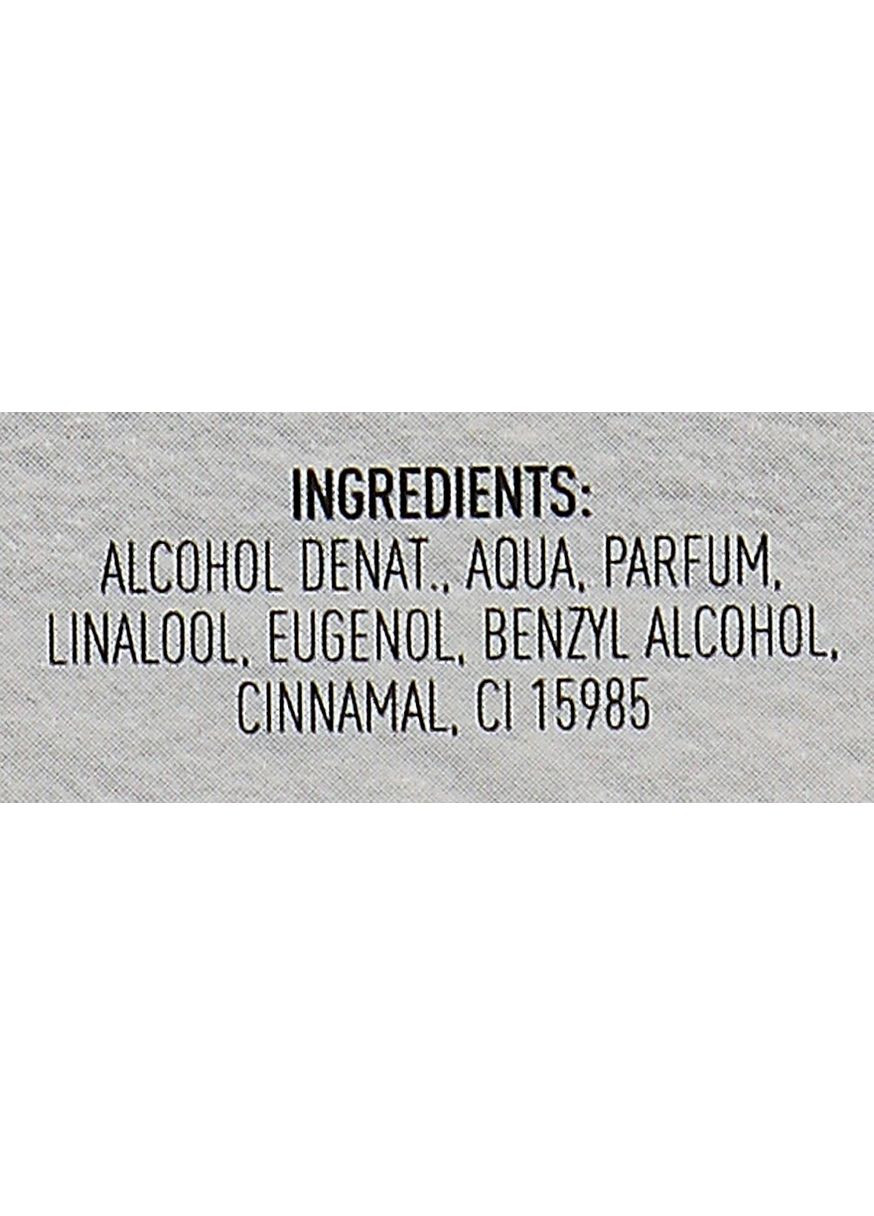 INGREDIENTS:
ALCOHOL DENAT., AQUA, PARFUM,
LINALOOL, EUGENOL, BENZYL ALCOHOL,
CINNAMAL, CI 15985